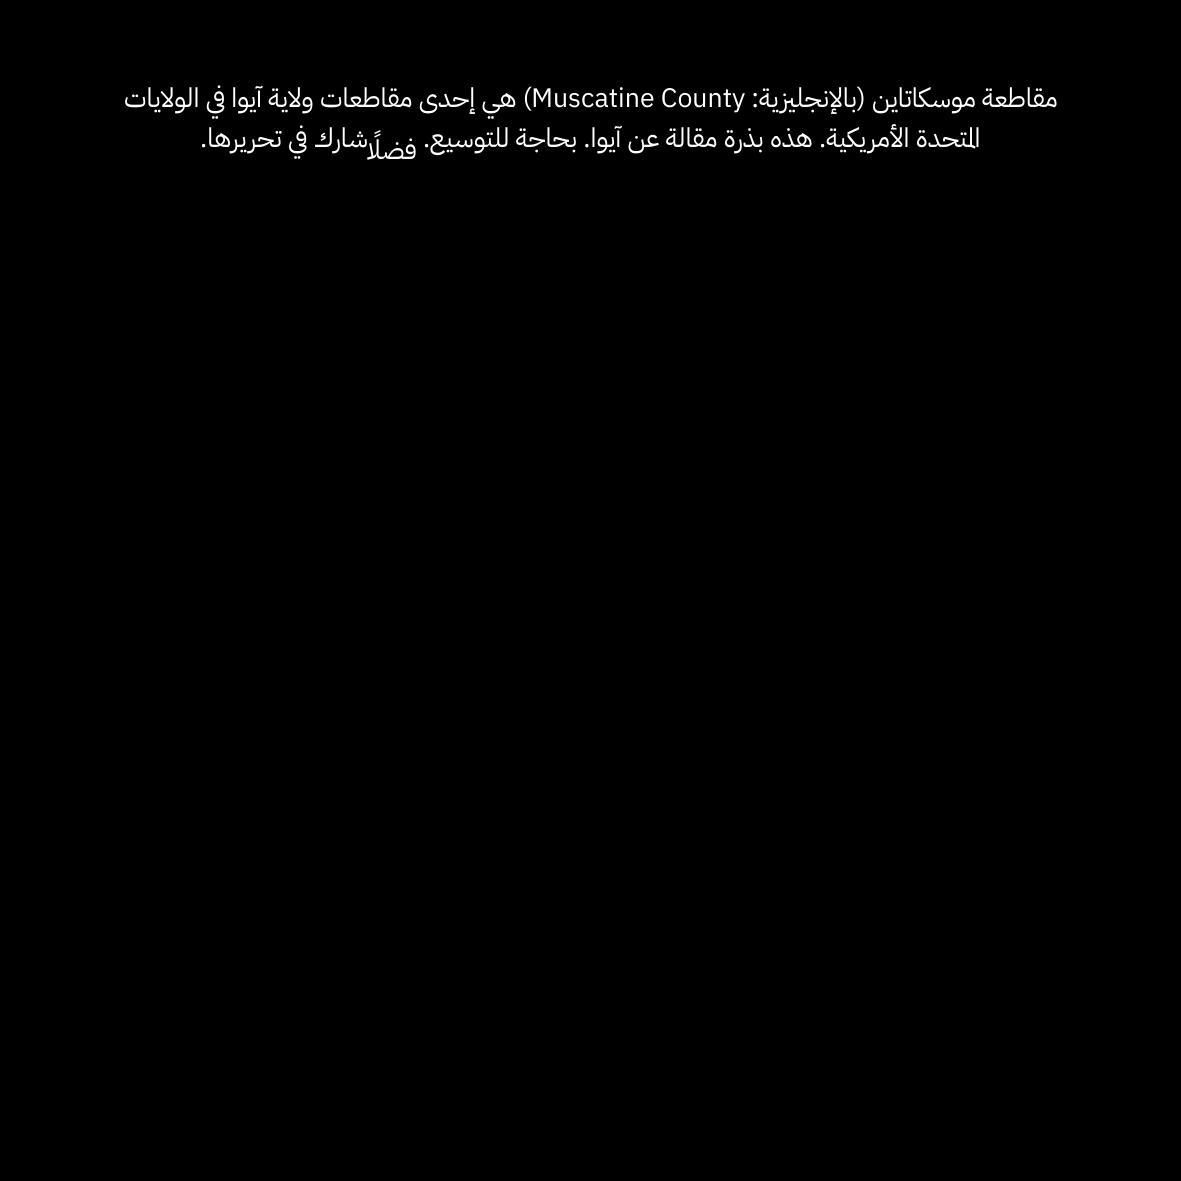 مقاطعة موسكاتاين (بالإنجليزية: Muscatine County) هي إحدى مقاطعات ولاية آيوا في الولايات
المتحدة الأمريكية. هذه بذرة مقالة عن آيوا. بحاجة للتوسيع. فضلًا شارك في تحريرها.